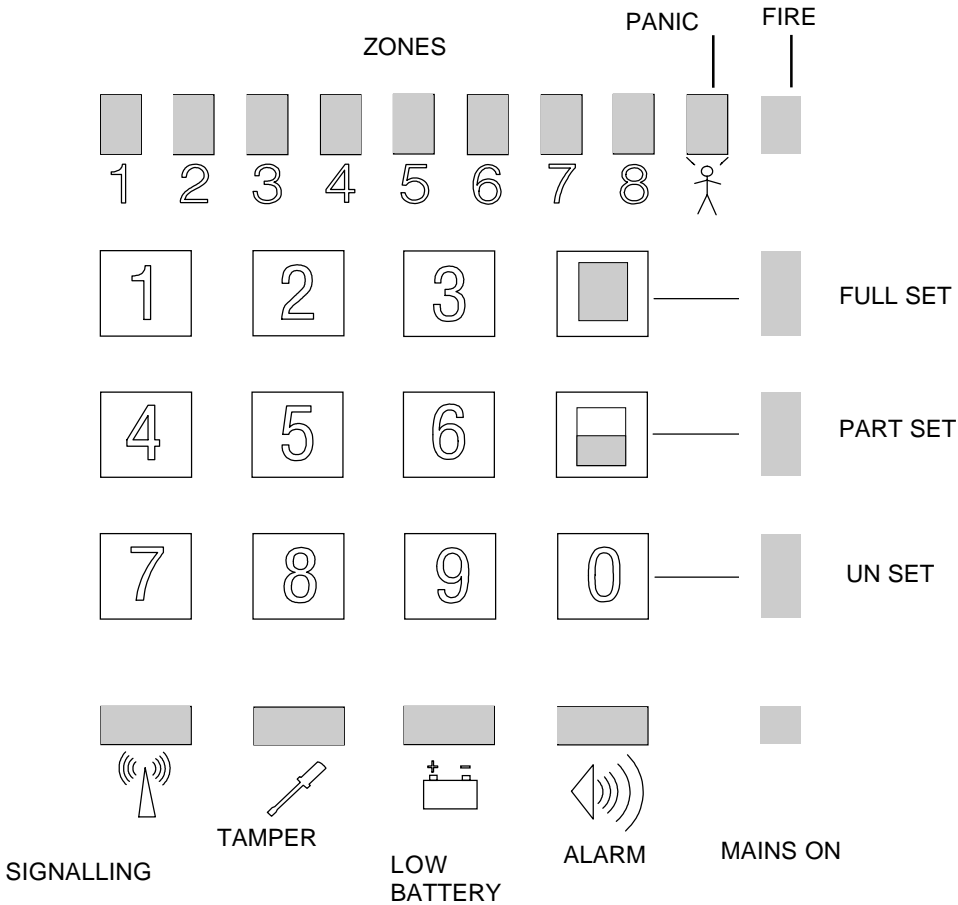 PANIC FIRE
ZONES
1 2 3 4 5 6 7 8
1 2 3 FULL SET
4 5 6 PART SET
7 8 9 0 UN SET
+ -
TAMPER
SIGNALLING
LOW
BATTERY
ALARM
MAINS ON